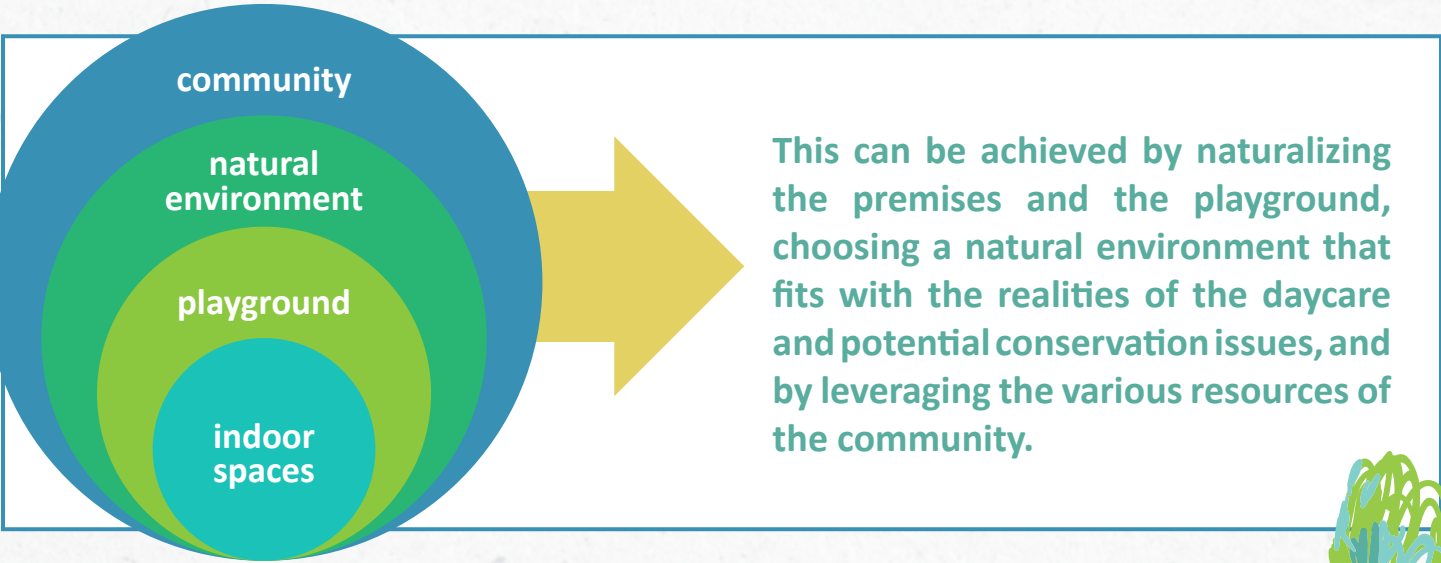 community
natural
environment
playground
indoor
spaces
This can be achieved by naturalizing
the premises and the playground,
choosing a natural environment that
fits with the realities of the daycare
and potential conservation issues, and
by leveraging the various resources of
the community.